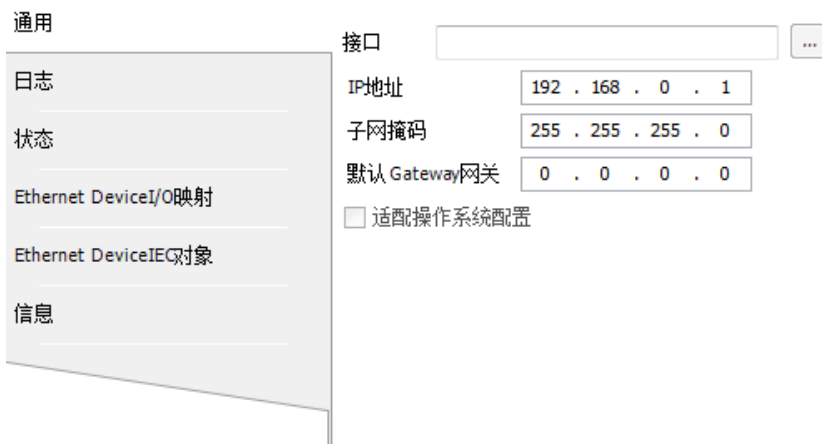 通用
日志
状态
Ethernet DeviceI/O映射
Ethernet DeviceIEC对象
信息
接口 ...
IP地址 192 . 168 . 0 . 1
子网掩码 255 . 255 . 255 . 0
默认Gateway网关 0 . 0 . 0 . 0
适配操作系统配置